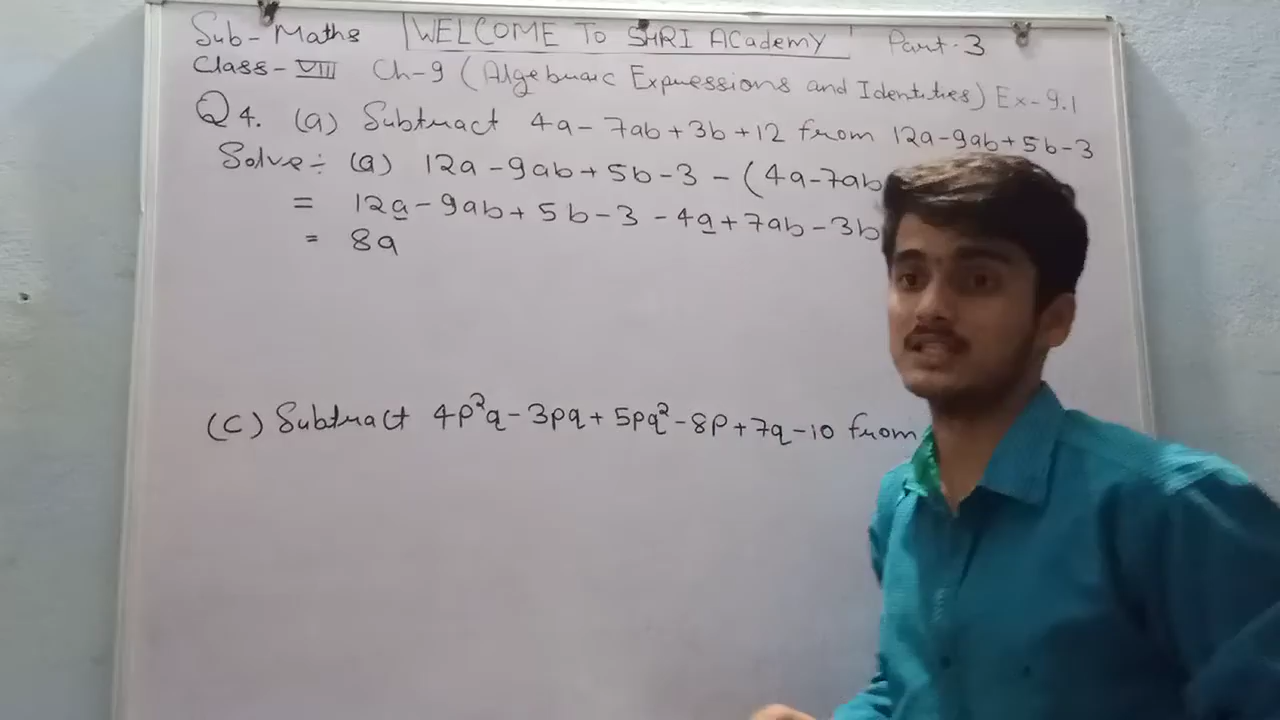 Sub-Maths WELCOME TO SHRI ACademy Part-3
Class-VIII Ch-9 (Algebraic Expressions and Identities) Ex-9.1
Q4. (a) Subtract 4a-7ab+3b+12 from 12a-9ab+5b-3
Solve÷ (a) 12a-9ab+5b-3-(4a-7ab
= 12a-9ab+5b-3-4a+7ab-3b
= 8a
(C) Subtract 4p²q-3pq+5pq²-8p+7q-10 from